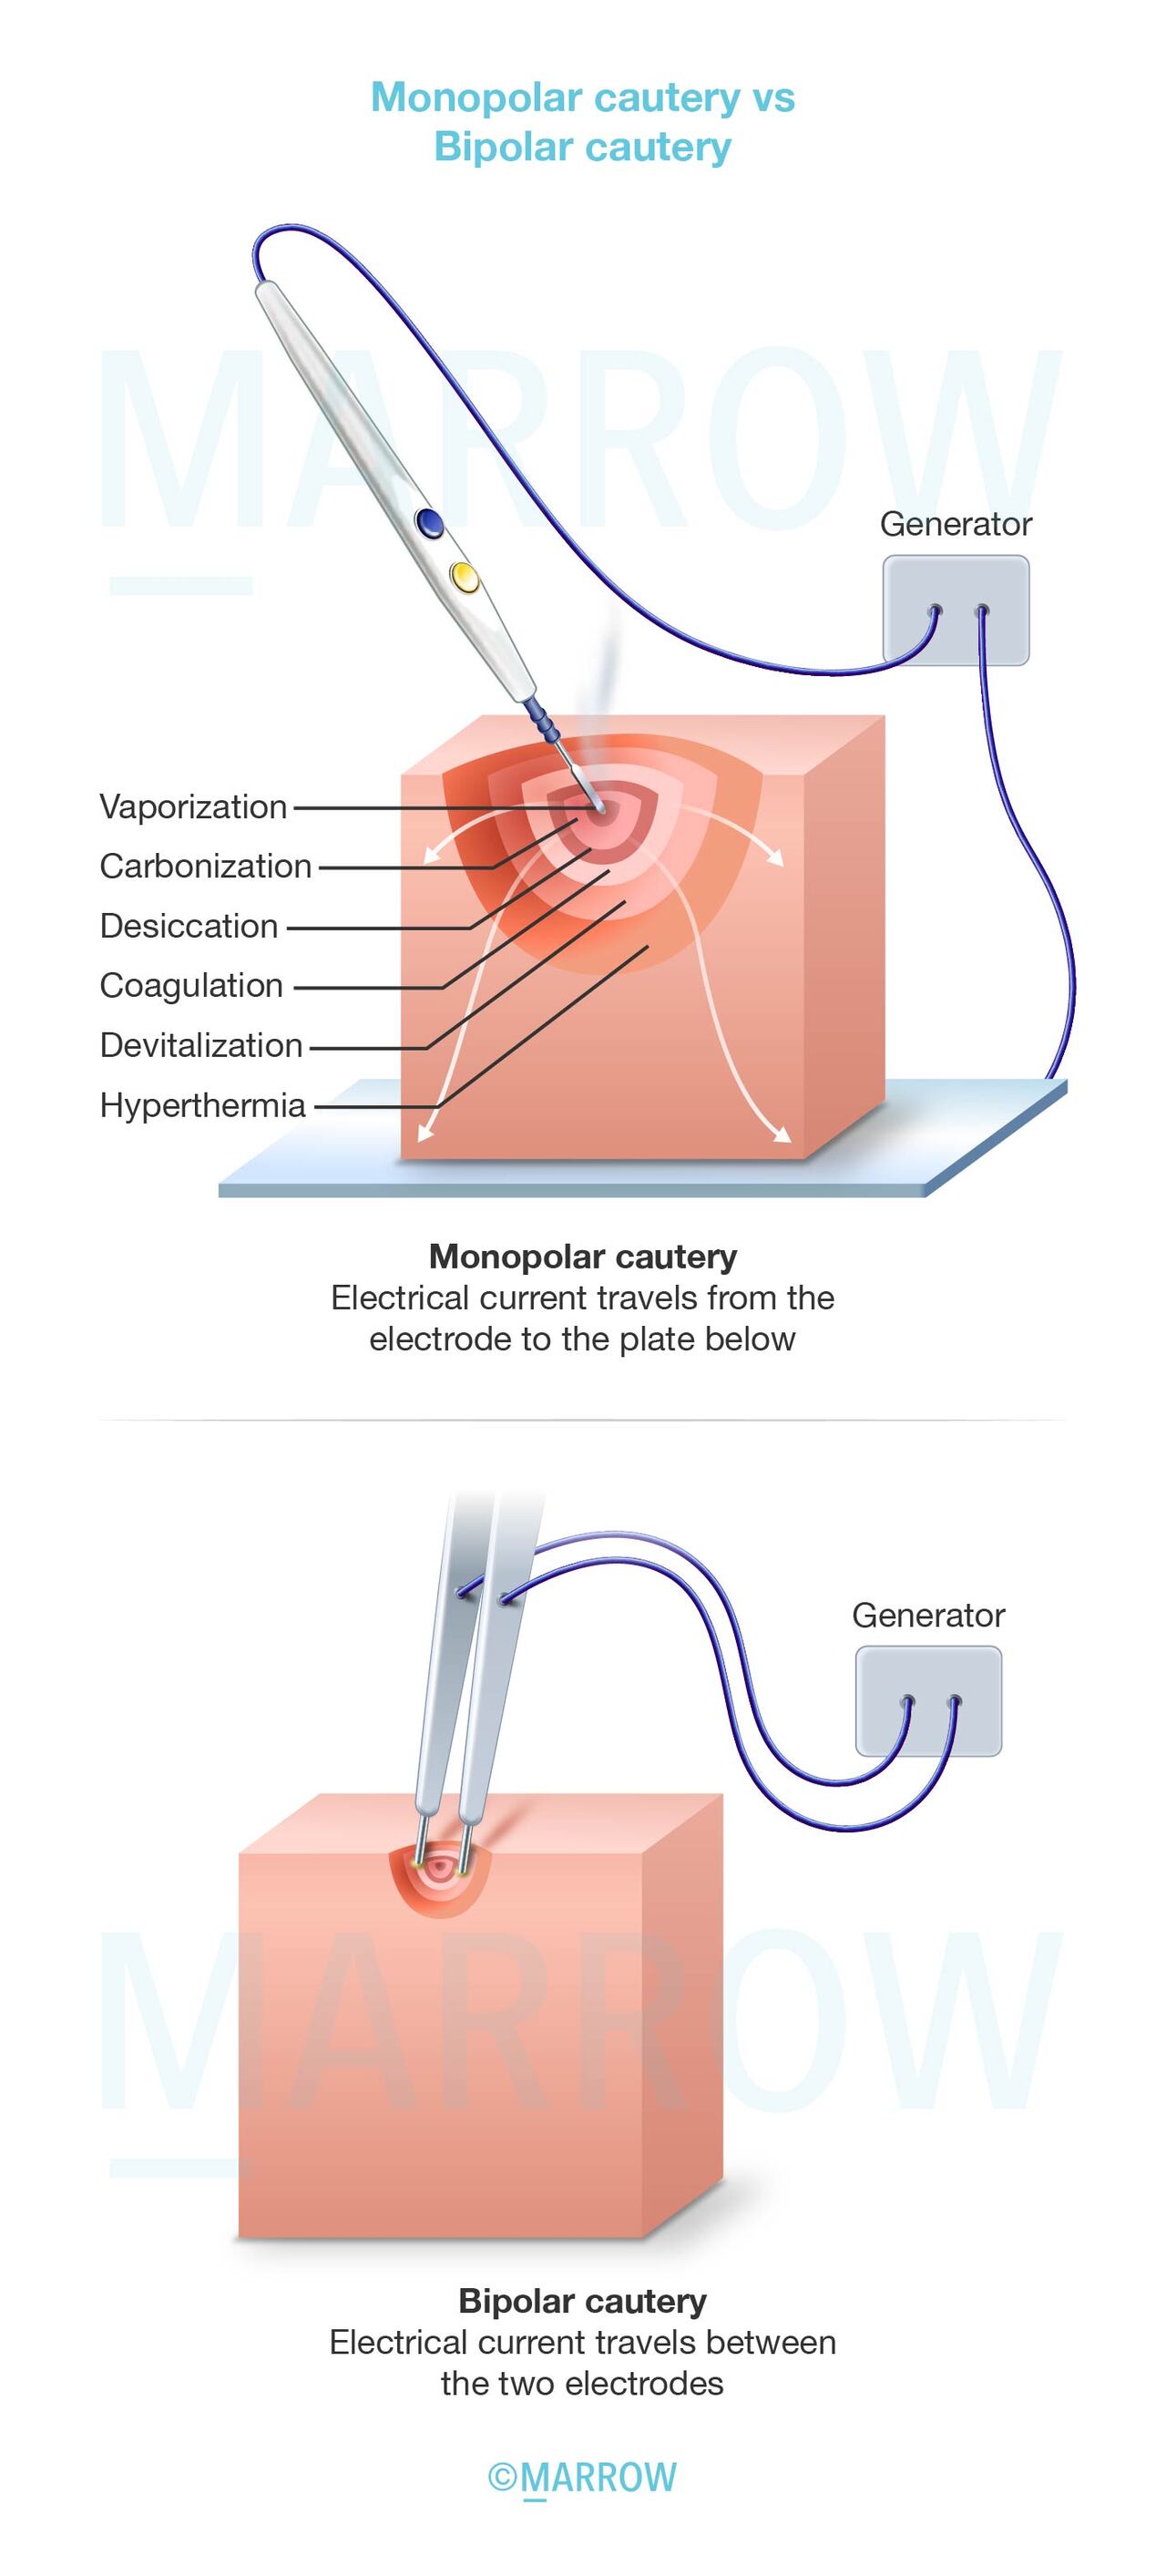 Monopolar cautery vs
Bipolar cautery
MARROW
Generator
Vaporization
Carbonization
Desiccation
Coagulation
Devitalization
Hyperthermia
Monopolar cautery
Electrical current travels from the
electrode to the plate below
Generator
MARROW
Bipolar cautery
Electrical current travels between
the two electrodes
©MARROW